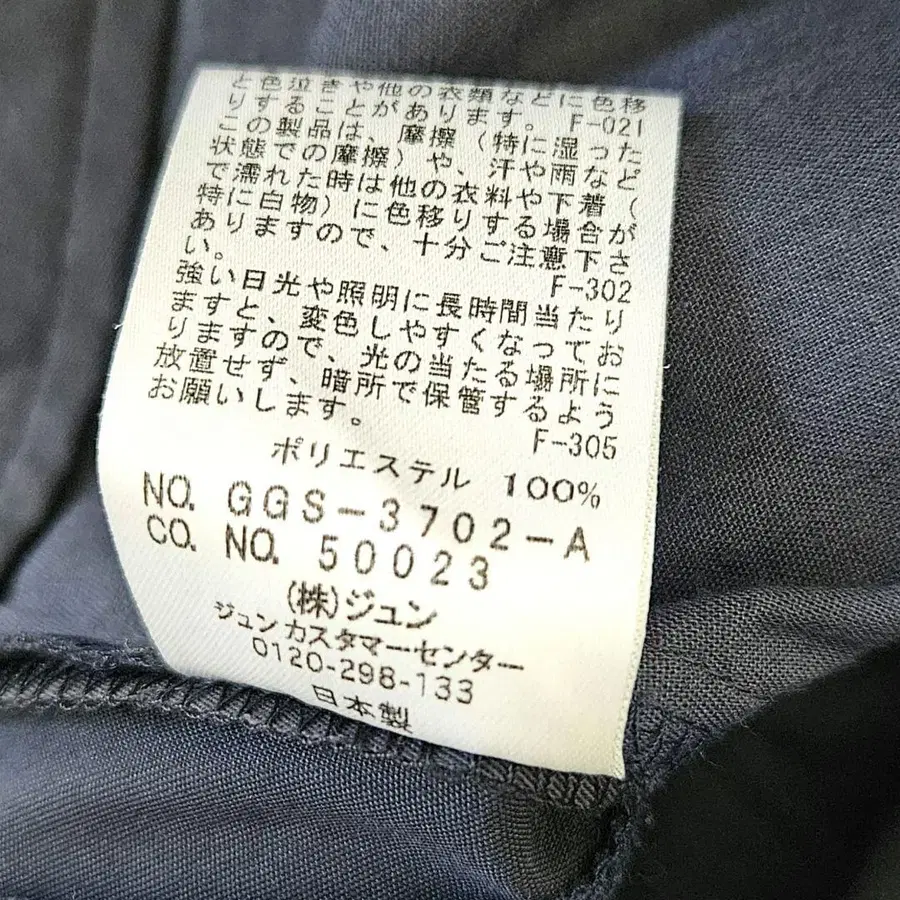 と色泣きや他の衣類などに色移
りすることがあります。 F-021
この製品は、摩擦（特に湿った
状態での摩擦）や、汗や雨など
で濡れた時は他の衣料下着（
特に白物）に色移りする場合が
ありますので、十分ご注意下さ
い。 F-302
強い日光や照明に長時間当たり
ますと、変色しやすくなってお
りますので、光の当たる場所に
放置せず、暗所で保管するよう
お願いします。 F-305
ポリエステル 100%
NO. GGS-3702-A
CO. NO. 50023
(株)ジュン
ジュンカスタマーセンター
0120-298-133
日本製